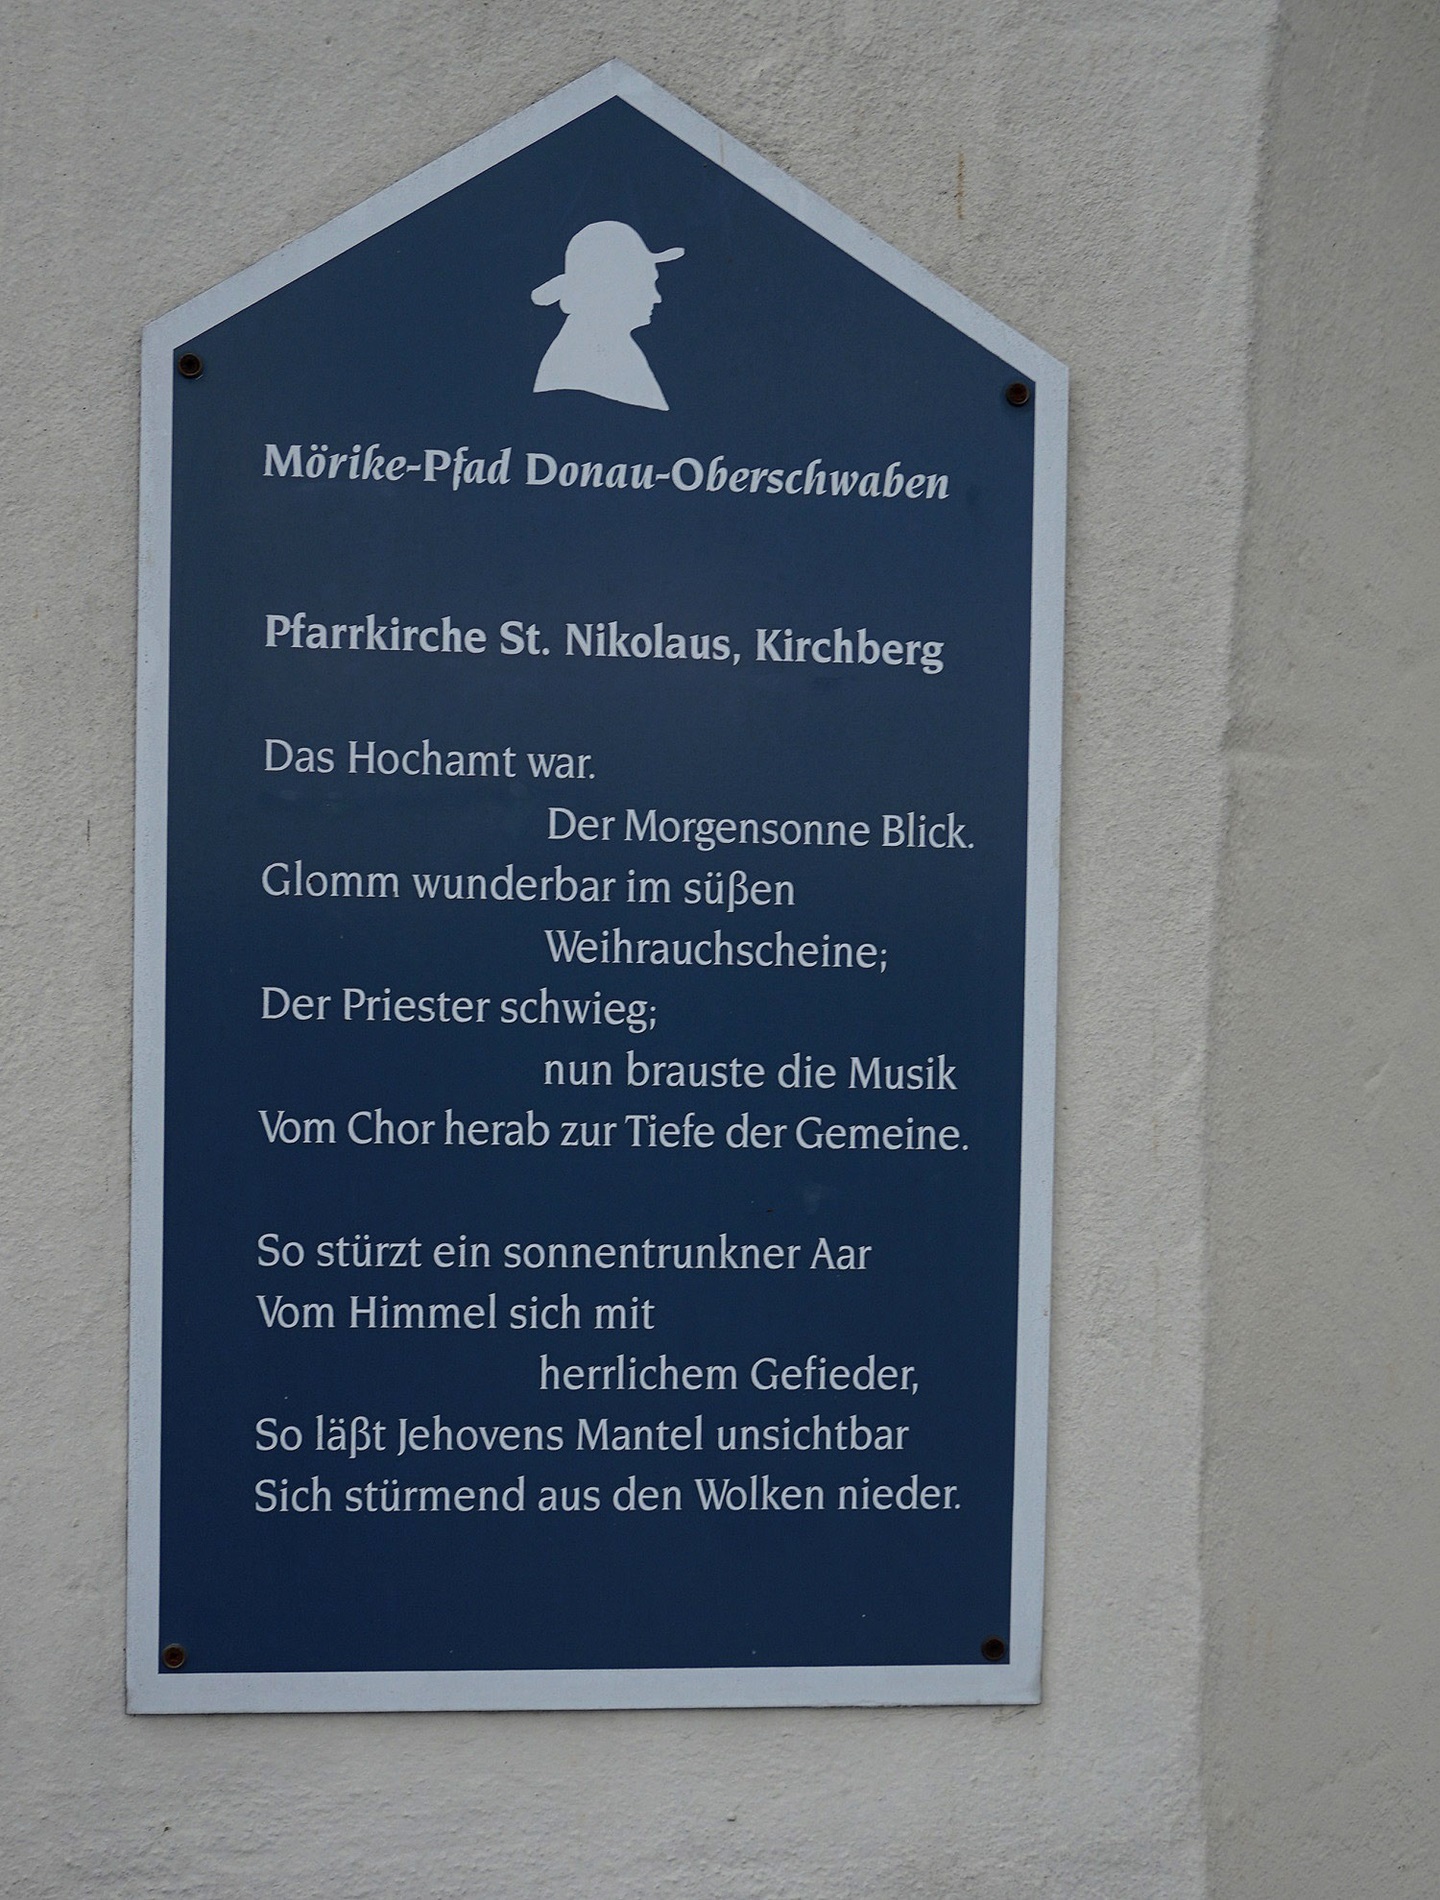 Mörike-Pfad Donau-Oberschwaben
Pfarrkirche St. Nikolaus, Kirchberg
Das Hochamt war.
Der Morgensonne Blick.
Glomm wunderbar im süßen
Weihrauchscheine;
Der Priester schwieg;
nun brauste die Musik
Vom Chor herab zur Tiefe der Gemeine.
So stürzt ein sonnentrunkner Aar
Vom Himmel sich mit
herrlichem Gefieder,
So läßt Jehovens Mantel unsichtbar
Sich stürmend aus den Wolken nieder.